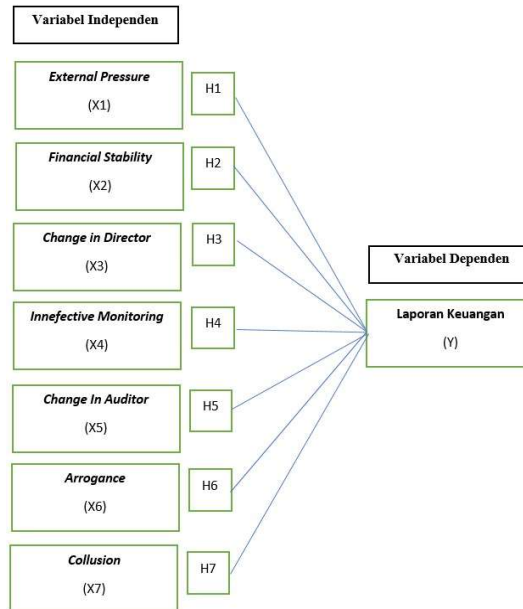 Variabel Independen
External Pressure
(X1)
H1
Financial Stability
(X2)
H2
Change in Director
(X3)
H3
Variabel Dependen
Innefective Monitoring
(X4)
H4
Laporan Keuangan
(Y)
Change In Auditor
(X5)
H5
Arrogance
(X6)
H6
Collusion
(X7)
H7